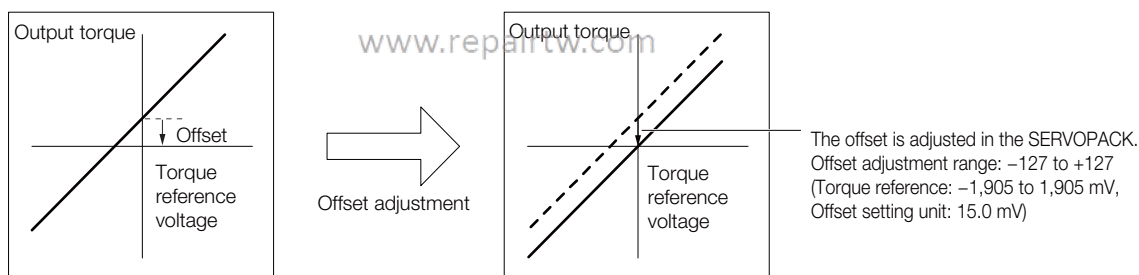 Output torque
Offset
Torque
reference
voltage
Offset adjustment
www.repairtw.com
Output torque
Torque
reference
voltage
The offset is adjusted in the SERVOPACK.
Offset adjustment range: −127 to +127
(Torque reference: −1,905 to 1,905 mV,
Offset setting unit: 15.0 mV)